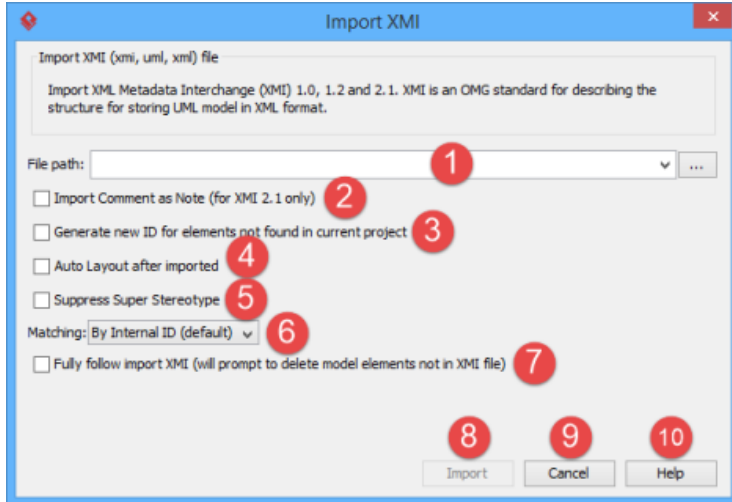 Import XMI
Import XMI (xmi, uml, xml) file
Import XML Metadata Interchange (XMI) 1.0, 1.2 and 2.1. XMI is an OMG standard for describing the
structure for storing UML model in XML format.
File path: 1 ...
Import Comment as Note (for XMI 2.1 only) 2
Generate new ID for elements not found in current project 3
Auto Layout after imported 4
Suppress Super Stereotype 5
Matching: By Internal ID (default) 6
Fully follow import XMI (will prompt to delete model elements not in XMI file) 7
8 9 10
Import Cancel Help